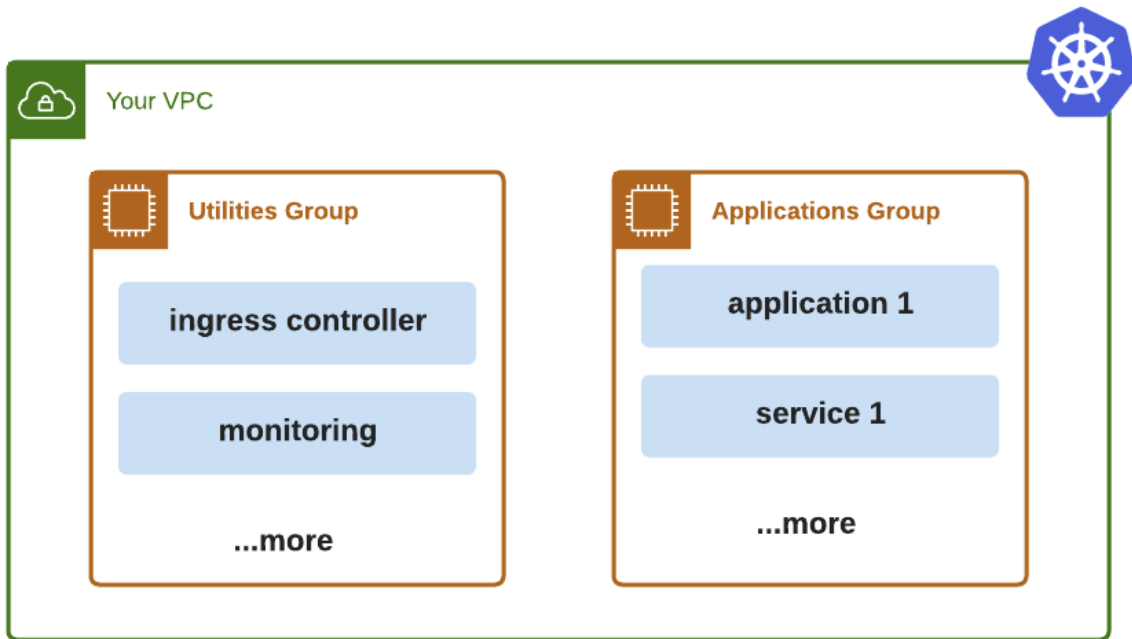 Your VPC
Utilities Group
ingress controller
monitoring
...more
Applications Group
application 1
service 1
...more